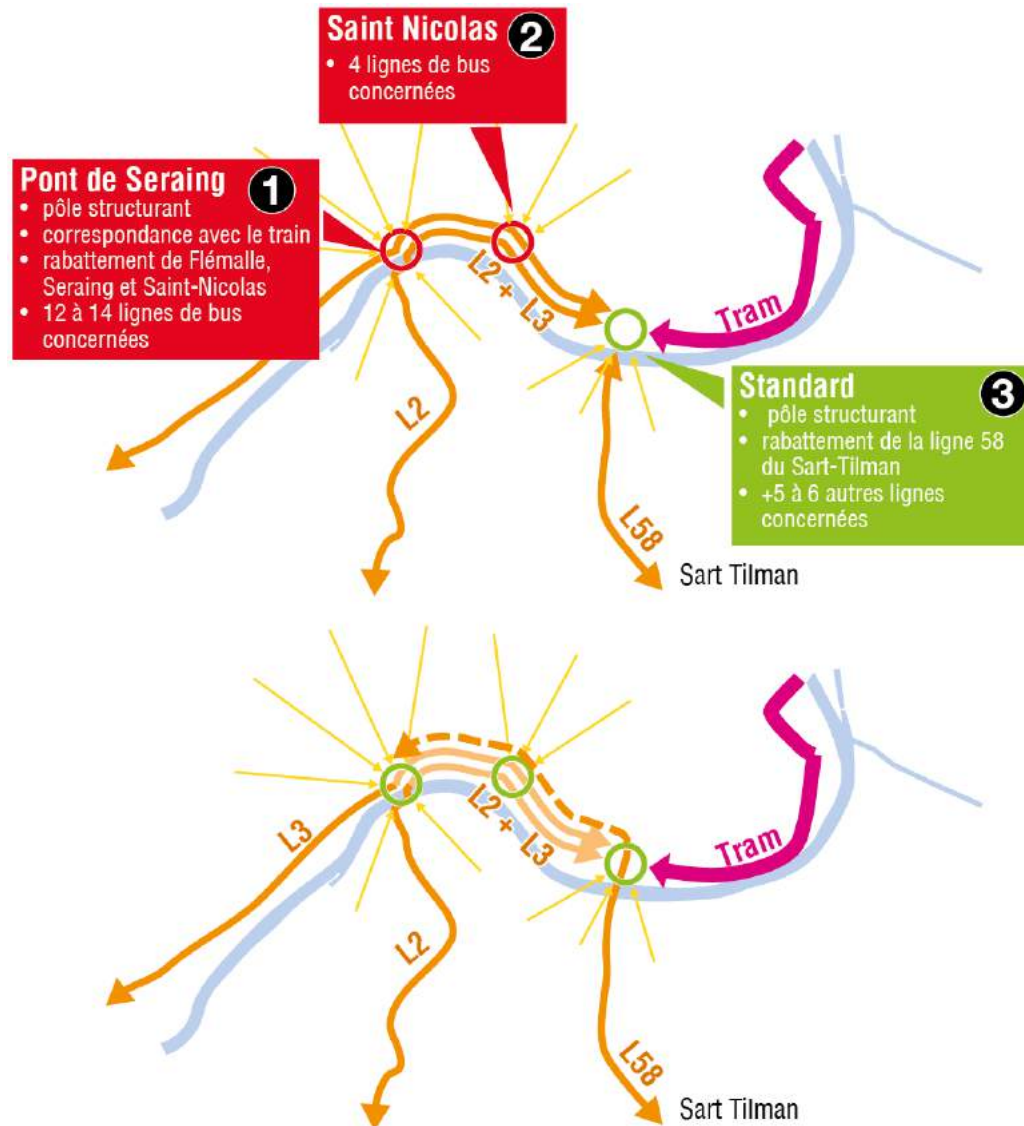 Saint Nicolas 2
• 4 lignes de bus
concernées
Pont de Seraing 1
• pôle structurant
• correspondance avec le train
• rabattement de Flémalle,
Seraing et Saint-Nicolas
• 12 à 14 lignes de bus
concernées
L2 + L3
Tram
L2
Standard 3
• pôle structurant
• rabattement de la ligne 58
du Sart-Tilman
• +5 à 6 autres lignes
concernées
L58
Sart Tilman
L3
L2 + L3
Tram
L2
L58
Sart Tilman